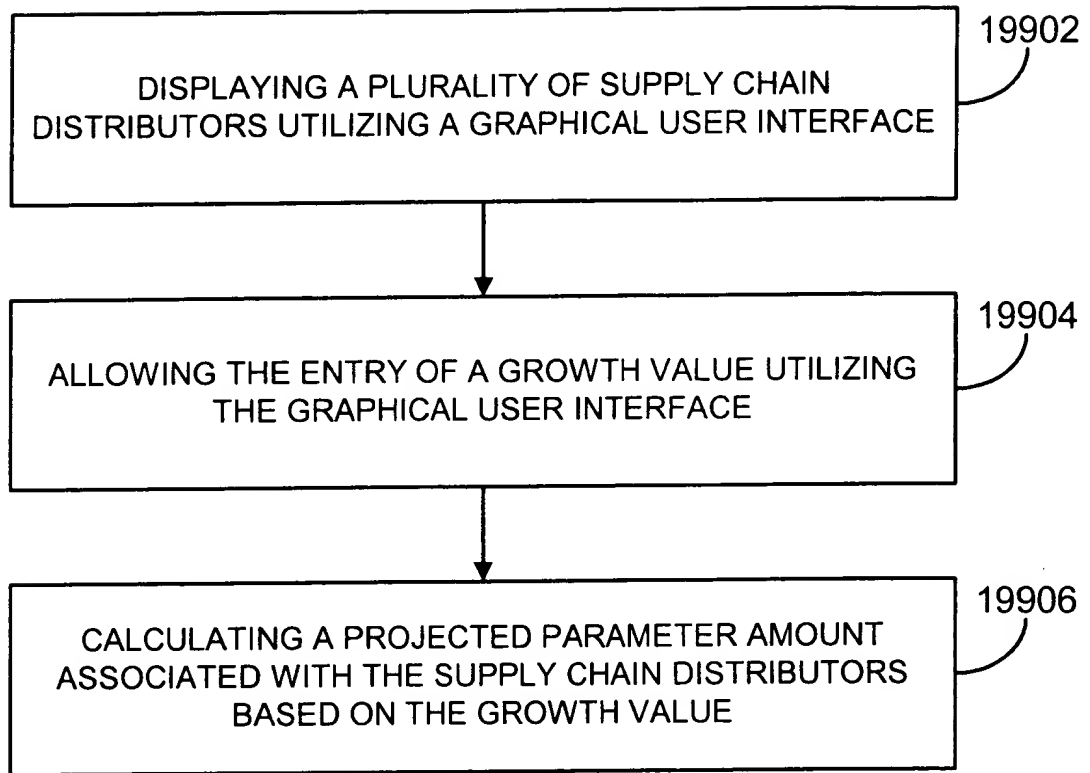 19902
DISPLAYING A PLURALITY OF SUPPLY CHAIN
DISTRIBUTORS UTILIZING A GRAPHICAL USER INTERFACE
19904
ALLOWING THE ENTRY OF A GROWTH VALUE UTILIZING
THE GRAPHICAL USER INTERFACE
19906
CALCULATING A PROJECTED PARAMETER AMOUNT
ASSOCIATED WITH THE SUPPLY CHAIN DISTRIBUTORS
BASED ON THE GROWTH VALUE